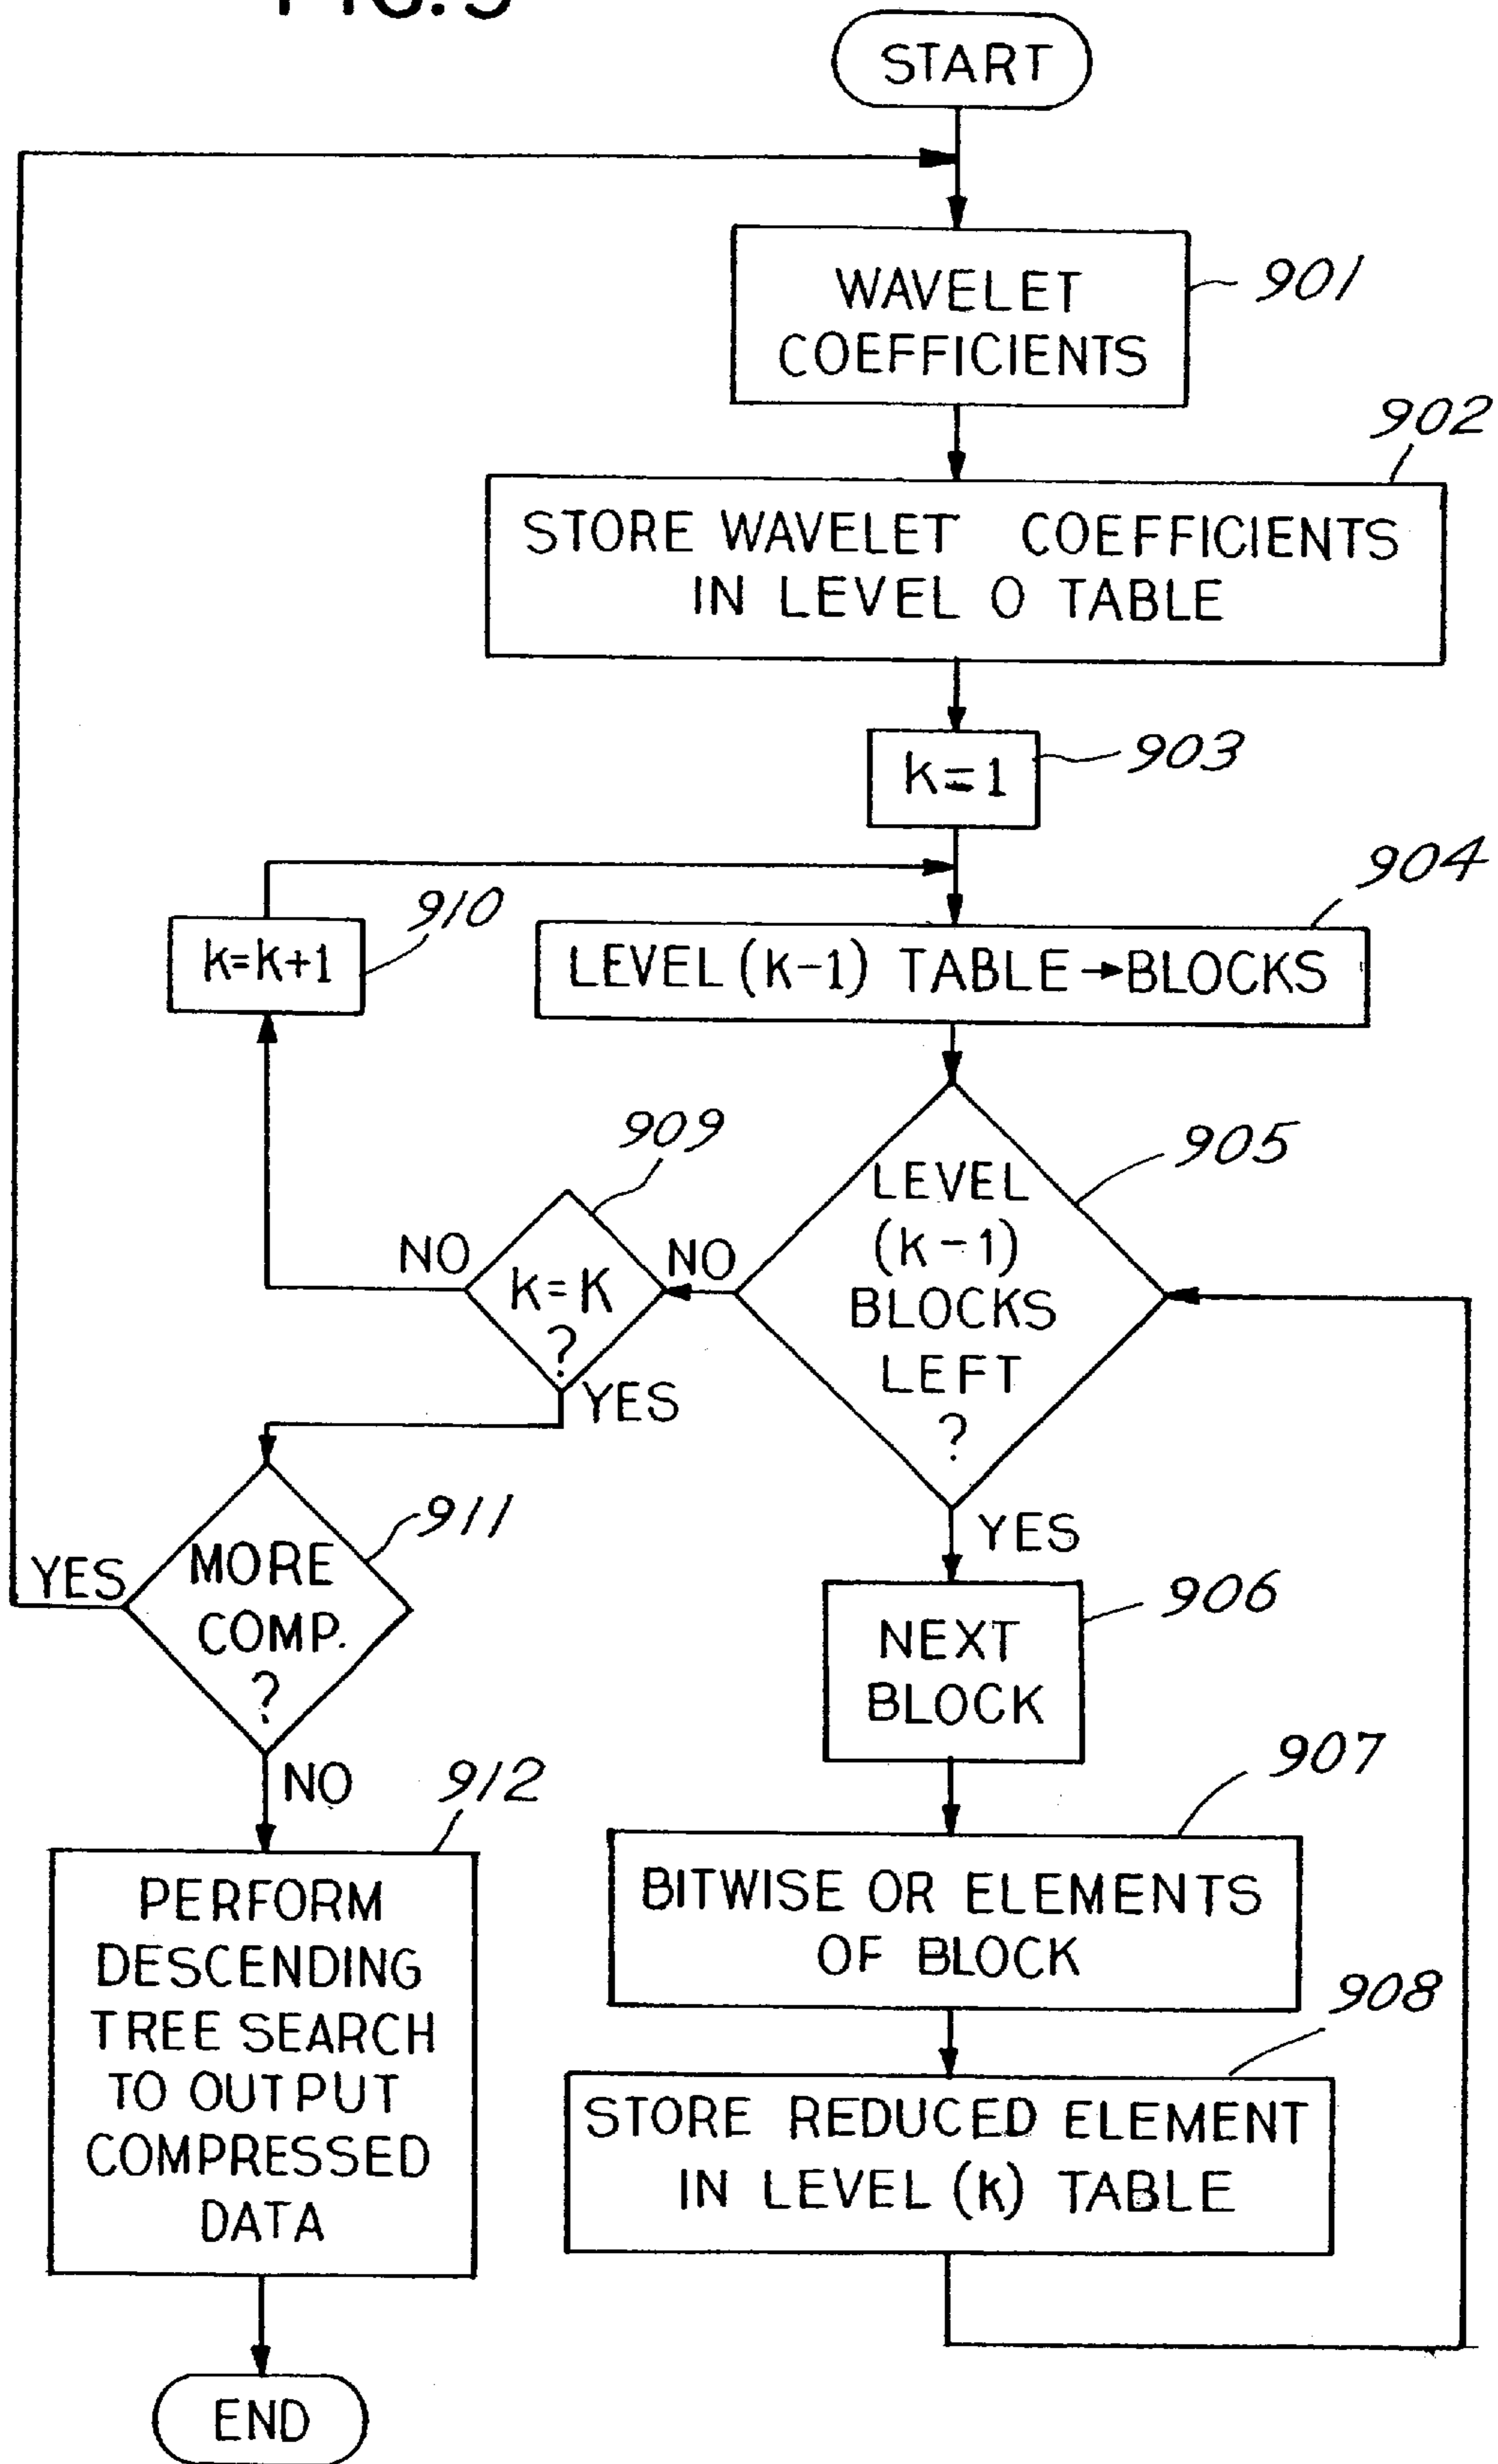 START
WAVELET
COEFFICIENTS
901
902
STORE WAVELET COEFFICIENTS
IN LEVEL 0 TABLE
k=1
903
904
k=k+1
910
LEVEL (k-1) TABLE→BLOCKS
909
905
LEVEL
(k-1)
BLOCKS
LEFT
?
NO
k=K
?
NO
YES
911
YES
MORE
COMP.
?
YES
906
NEXT
BLOCK
NO
912
907
PERFORM
DESCENDING
TREE SEARCH
TO OUTPUT
COMPRESSED
DATA
BITWISE OR ELEMENTS
OF BLOCK
908
STORE REDUCED ELEMENT
IN LEVEL (k) TABLE
END